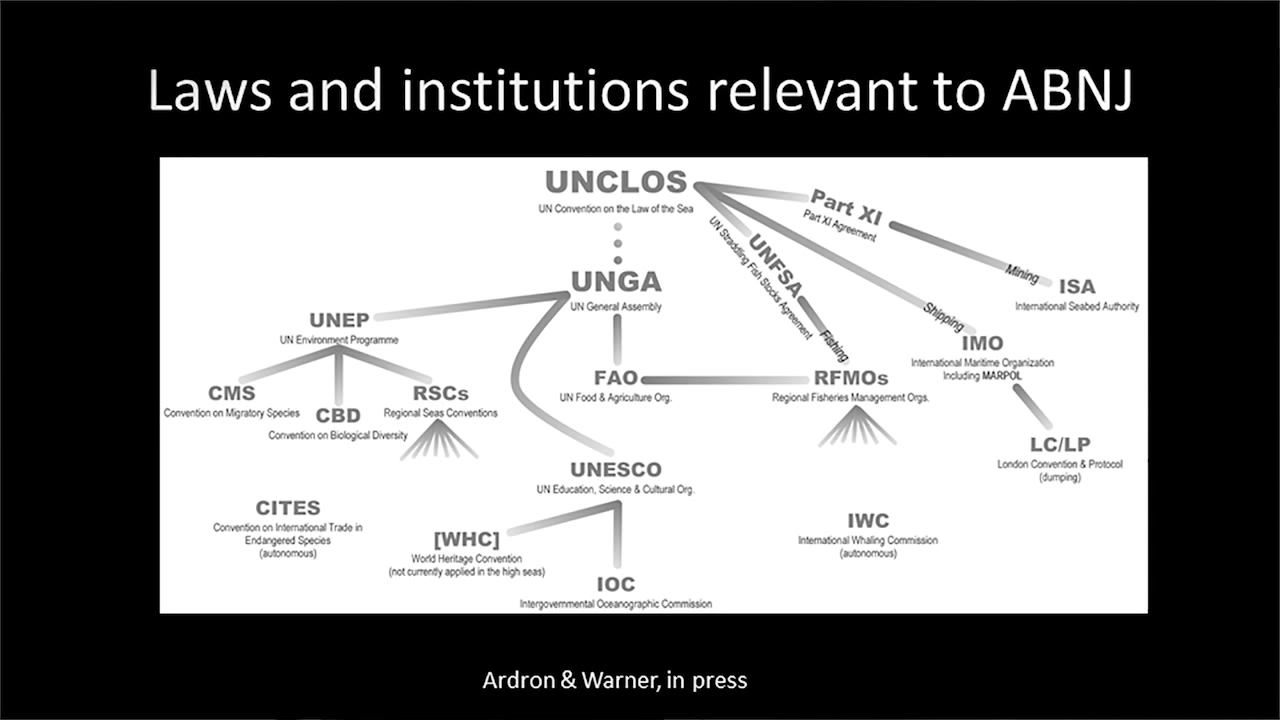 Laws and institutions relevant to ABNJ
UNCLOS
UN Convention on the Law of the Sea
Part XI
Part XI Agreement
Mining
ISA
International Seabed Authority
UNFSA
UN Straddling Fish Stocks Agreement
Fishing
Shipping
IMO
International Maritime Organization
Including MARPOL
UNGA
UN General Assembly
UNEP
UN Environment Programme
CMS
Convention on Migratory Species
CBD
Convention on Biological Diversity
RSCs
Regional Seas Conventions
FAO
UN Food & Agriculture Org.
RFMOs
Regional Fisheries Management Orgs.
LC/LP
London Convention & Protocol
(dumping)
UNESCO
UN Education, Science & Cultural Org.
CITES
Convention on International Trade in
Endangered Species
(autonomous)
[WHC]
World Heritage Convention
(not currently applied in the high seas)
IOC
Intergovernmental Oceanographic Commission
IWC
International Whaling Commission
(autonomous)
Ardron & Warner, in press